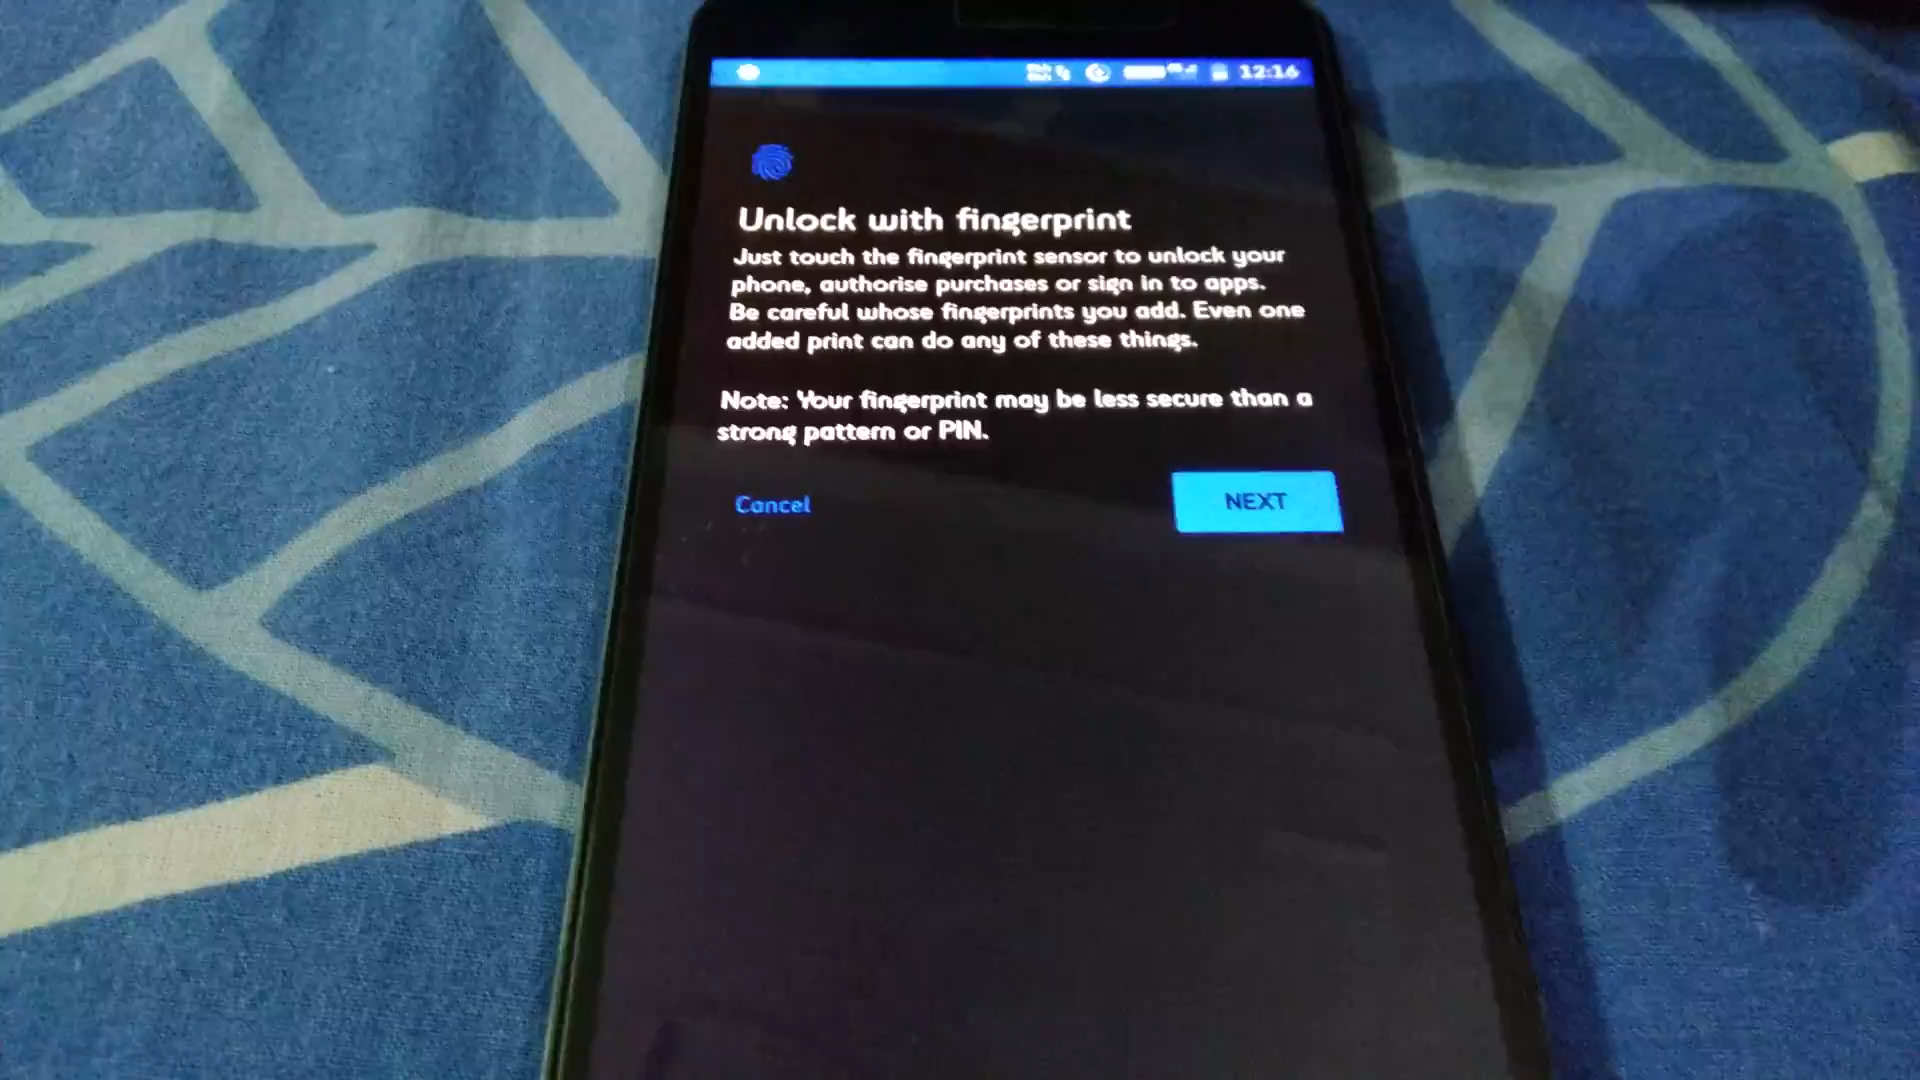 12:16
Unlock with fingerprint
Just touch the fingerprint sensor to unlock your
phone, authorise purchases or sign in to apps.
Be careful whose fingerprints you add. Even one
added print can do any of these things.
Note: Your fingerprint may be less secure than a
strong pattern or PIN.
Cancel
NEXT